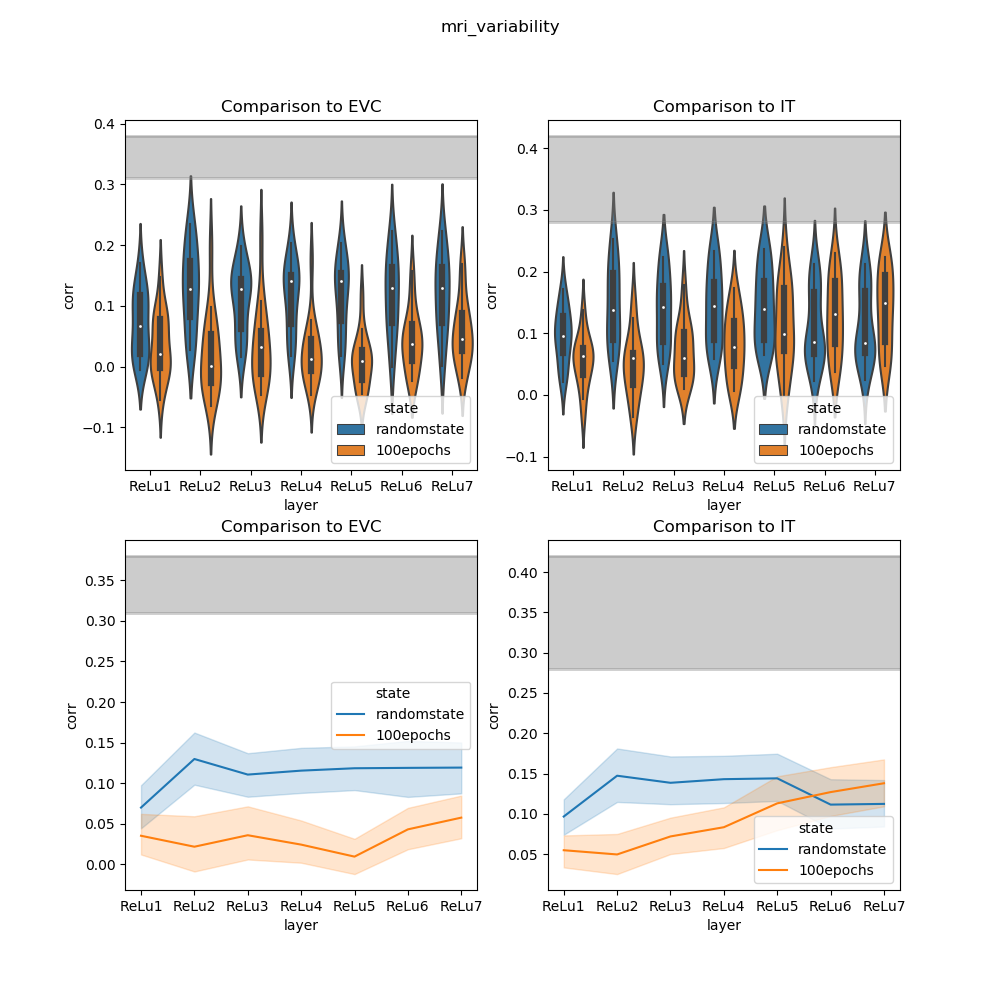 mri_variability
Comparison to EVC
corr
0.4
0.3
0.2
0.1
0.0
−0.1
ReLu1 ReLu2 ReLu3 ReLu4 ReLu5 ReLu6 ReLu7
layer
state
randomstate
100epochs
Comparison to IT
corr
0.4
0.3
0.2
0.1
0.0
−0.1
ReLu1 ReLu2 ReLu3 ReLu4 ReLu5 ReLu6 ReLu7
layer
state
randomstate
100epochs
Comparison to EVC
corr
0.35
0.30
0.25
0.20
0.15
0.10
0.05
0.00
ReLu1 ReLu2 ReLu3 ReLu4 ReLu5 ReLu6 ReLu7
layer
state
randomstate
100epochs
Comparison to IT
corr
0.40
0.35
0.30
0.25
0.20
0.15
0.10
0.05
ReLu1 ReLu2 ReLu3 ReLu4 ReLu5 ReLu6 ReLu7
layer
state
randomstate
100epochs